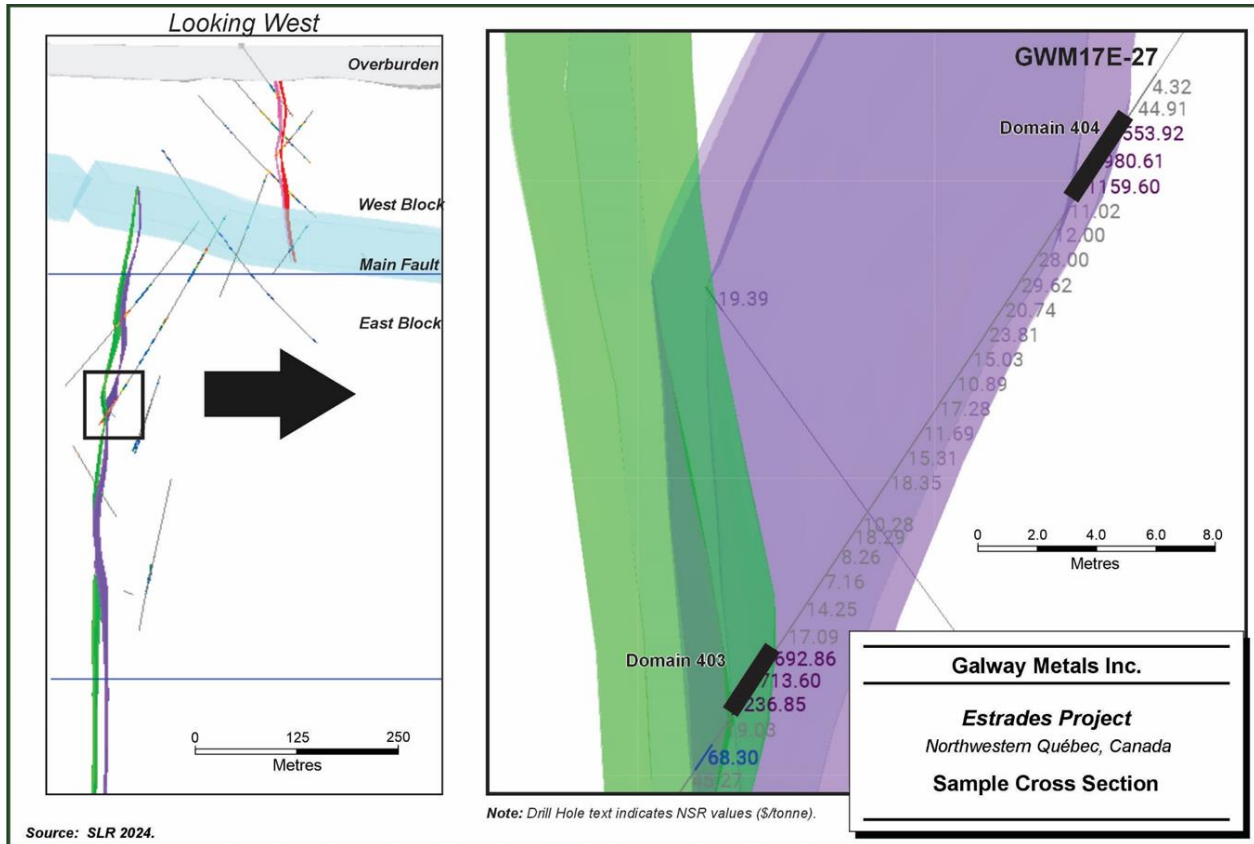 Looking West
Overburden
West Block
Main Fault
East Block
0 125 250
Metres
GWM17E-27
4.32
44.91
Domain 404
553.92
980.61
1159.60
11.02
12.00
28.00
29.62
20.74
23.81
15.03
10.89
17.28
11.69
15.31
18.35
10.28
18.29
8.26
7.16
14.25
17.09
19.39
Domain 403
692.86
713.60
236.85
19.03
68.30
0 2.0 4.0 6.0 8.0
Metres
Galway Metals Inc.
Estrades Project
Northwestern Québec, Canada
Sample Cross Section
Note: Drill Hole text indicates NSR values ($/tonne).
Source: SLR 2024.